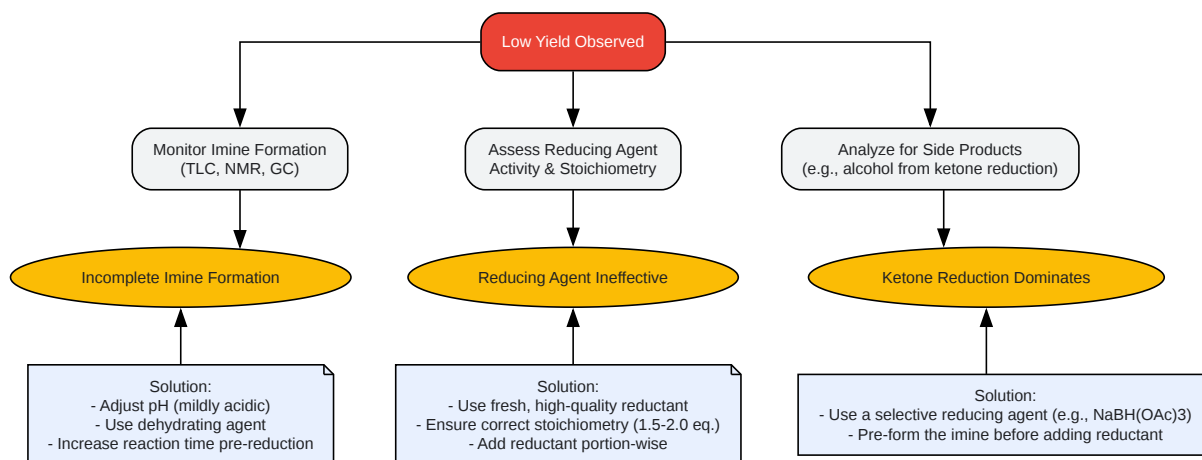 Low Yield Observed
Monitor Imine Formation
(TLC, NMR, GC)
Assess Reducing Agent
Activity & Stoichiometry
Analyze for Side Products
(e.g., alcohol from ketone reduction)
Incomplete Imine Formation
Reducing Agent Ineffective
Ketone Reduction Dominates
Solution:
- Adjust pH (mildly acidic)
- Use dehydrating agent
- Increase reaction time pre-reduction
Solution:
- Use fresh, high-quality reductant
- Ensure correct stoichiometry (1.5-2.0 eq.)
- Add reductant portion-wise
Solution:
- Use a selective reducing agent (e.g., NaBH(OAc)3)
- Pre-form the imine before adding reductant